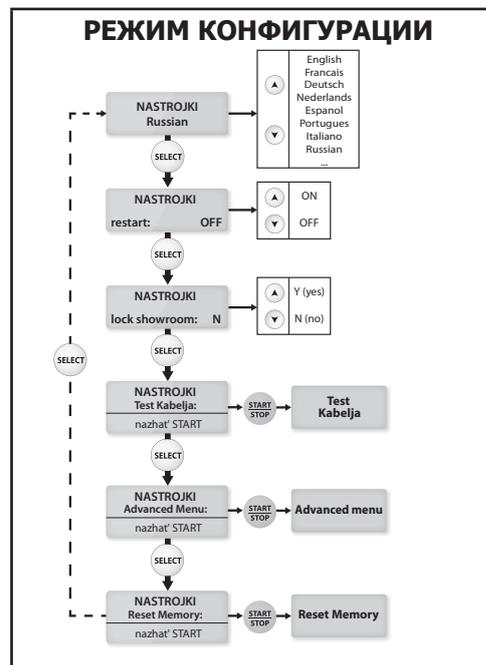 РЕЖИМ КОНФИГУРАЦИИ
NASTROJKI
Russian
English
Francais
Deutsch
Nederlands
Espanol
Portugues
Italiano
Russian
...
SELECT
NASTROJKI
restart: OFF
ON
OFF
SELECT
NASTROJKI
lock showroom: N
Y (yes)
N (no)
SELECT
SELECT
NASTROJKI
Test Kabelja:
nazhat' START
START
STOP
Test
Kabelja
SELECT
NASTROJKI
Advanced Menu:
nazhat' START
START
STOP
Advanced menu
SELECT
NASTROJKI
Reset Memory:
nazhat' START
START
STOP
Reset Memory